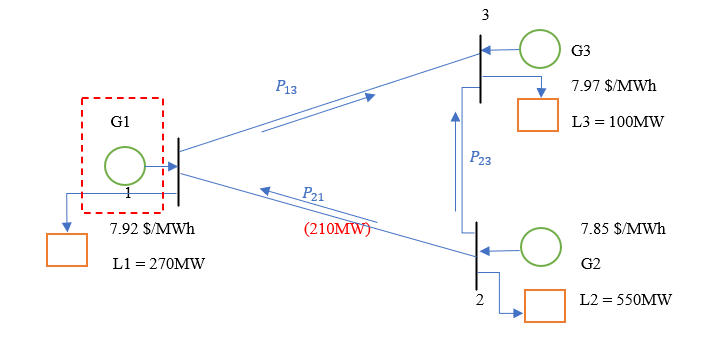 3
G3
P13
7.97 $/MWh
G1
L3 = 100MW
P23
1
P21
7.92 $/MWh
(210MW)
7.85 $/MWh
L1 = 270MW
G2
2
L2 = 550MW